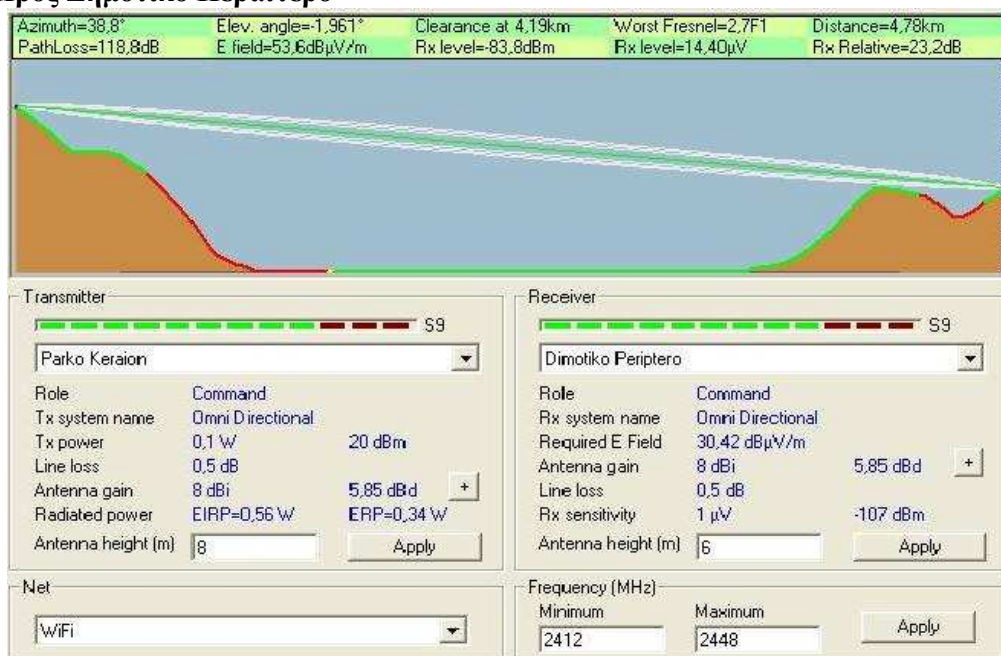 προς Δημοτικό Περίπτερο
Azimuth=38,8° Elev. angle=-1,961° Clearance at 4,19km Worst Fresnel=2,7F1 Distance=4,78km
PathLoss=118,8dB E field=53,6dBµV/m Rx level=-83,8dBm Rx level=14,40µV Rx Relative=23,2dB
Transmitter
S9
Parko Keraion
Role Command
Tx system name Omni Directional
Tx power 0,1 W 20 dBm
Line loss 0,5 dB
Antenna gain 8 dBi 5,85 dBd +
Radiated power EIRP=0,56 W ERP=0,34 W
Antenna height (m) 8 Apply
Net
WiFi
Receiver
S9
Dimotiko Periptero
Role Command
Rx system name Omni Directional
Required E Field 30,42 dBµV/m
Antenna gain 8 dBi 5,85 dBd +
Line loss 0,5 dB
Rx sensitivity 1 µV -107 dBm
Antenna height (m) 6 Apply
Frequency (MHz)
Minimum Maximum
2412 2448 Apply